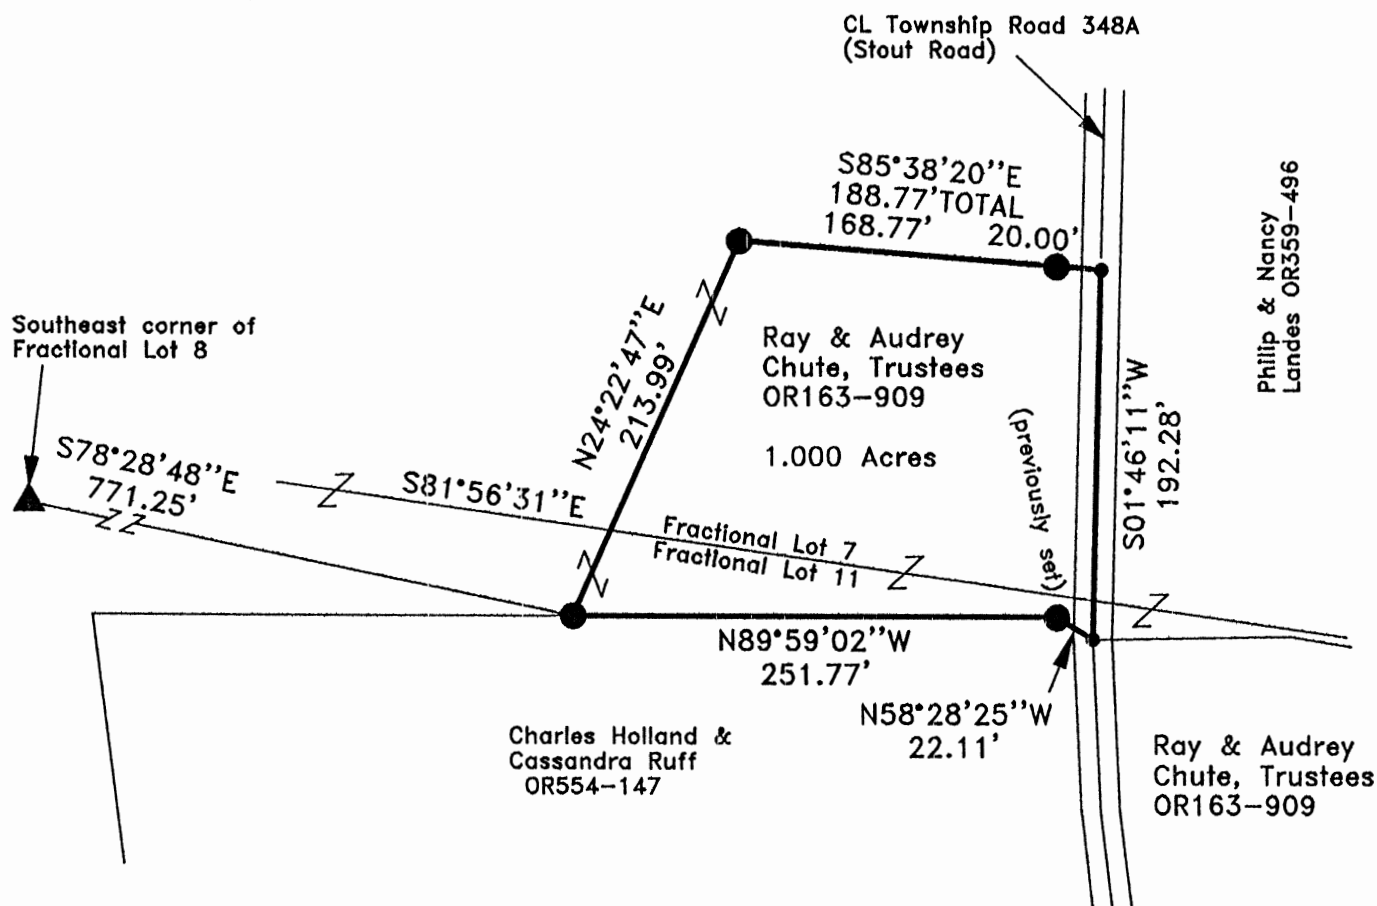 CL Township Road 348A
(Stout Road)
S85°38'20''E
188.77'TOTAL
168.77' 20.00'
Philip & Nancy
Landes OR359-496
Southeast corner of
Fractional Lot 8
N24°22'47''E
213.99'
Ray & Audrey
Chute, Trustees
OR163-909
1.000 Acres
(previously set)
S01°46'11''W
192.28'
S78°28'48''E
771.25'
S81°56'31''E
Fractional Lot 7
Fractional Lot 11
N89°59'02''W
251.77'
N58°28'25''W
22.11'
Charles Holland &
Cassandra Ruff
OR554-147
Ray & Audrey
Chute, Trustees
OR163-909